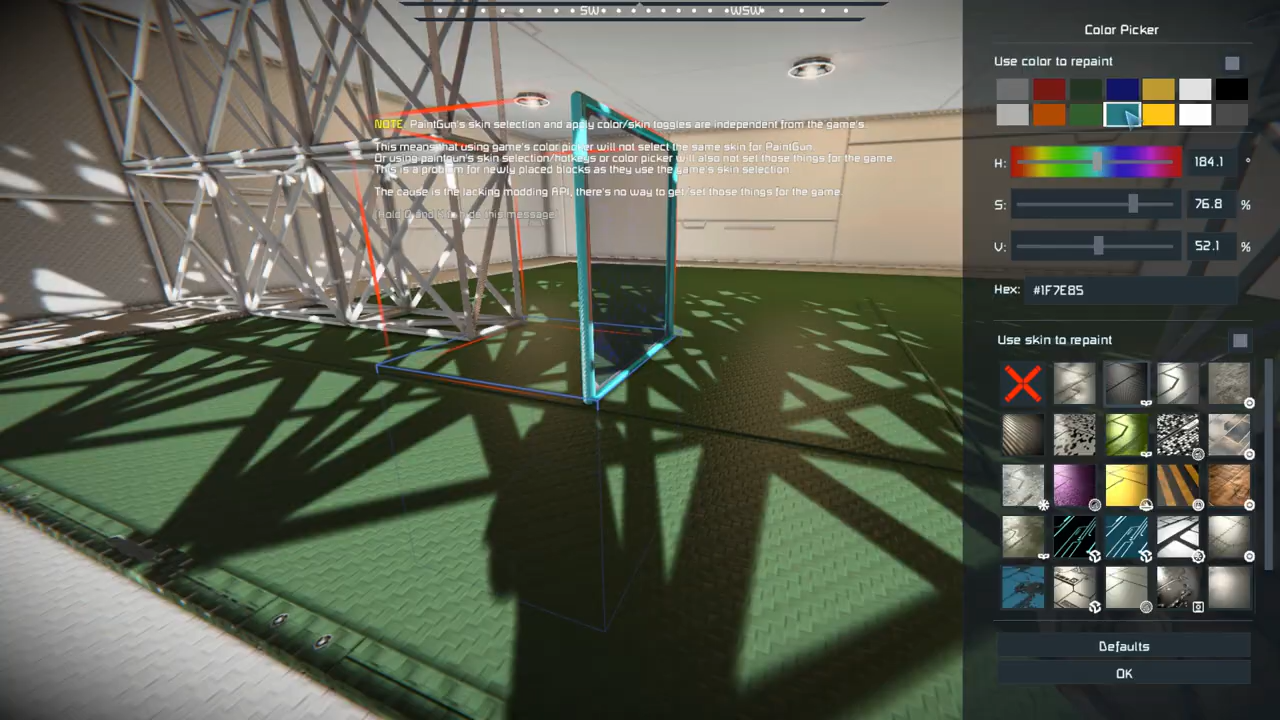 SW
WSW
Color Picker
Use color to repaint
NOTE: PaintGun's skin selection and apply color/skin toggles are independent from the game's.
This means that using game's color picker will not select the same skin for PaintGun.
Or using paintgun's skin selection/hotkeys or color picker will also not set those things for the game.
This is a problem for newly placed blocks as they use the game's skin selection.
The cause is the lacking modding API, there's no way to get/set those things for the game.
this message
H: 184.1 °
S: 76.8 %
V: 52.1 %
Hex: #1F7E85
Use skin to repaint
Defaults
OK